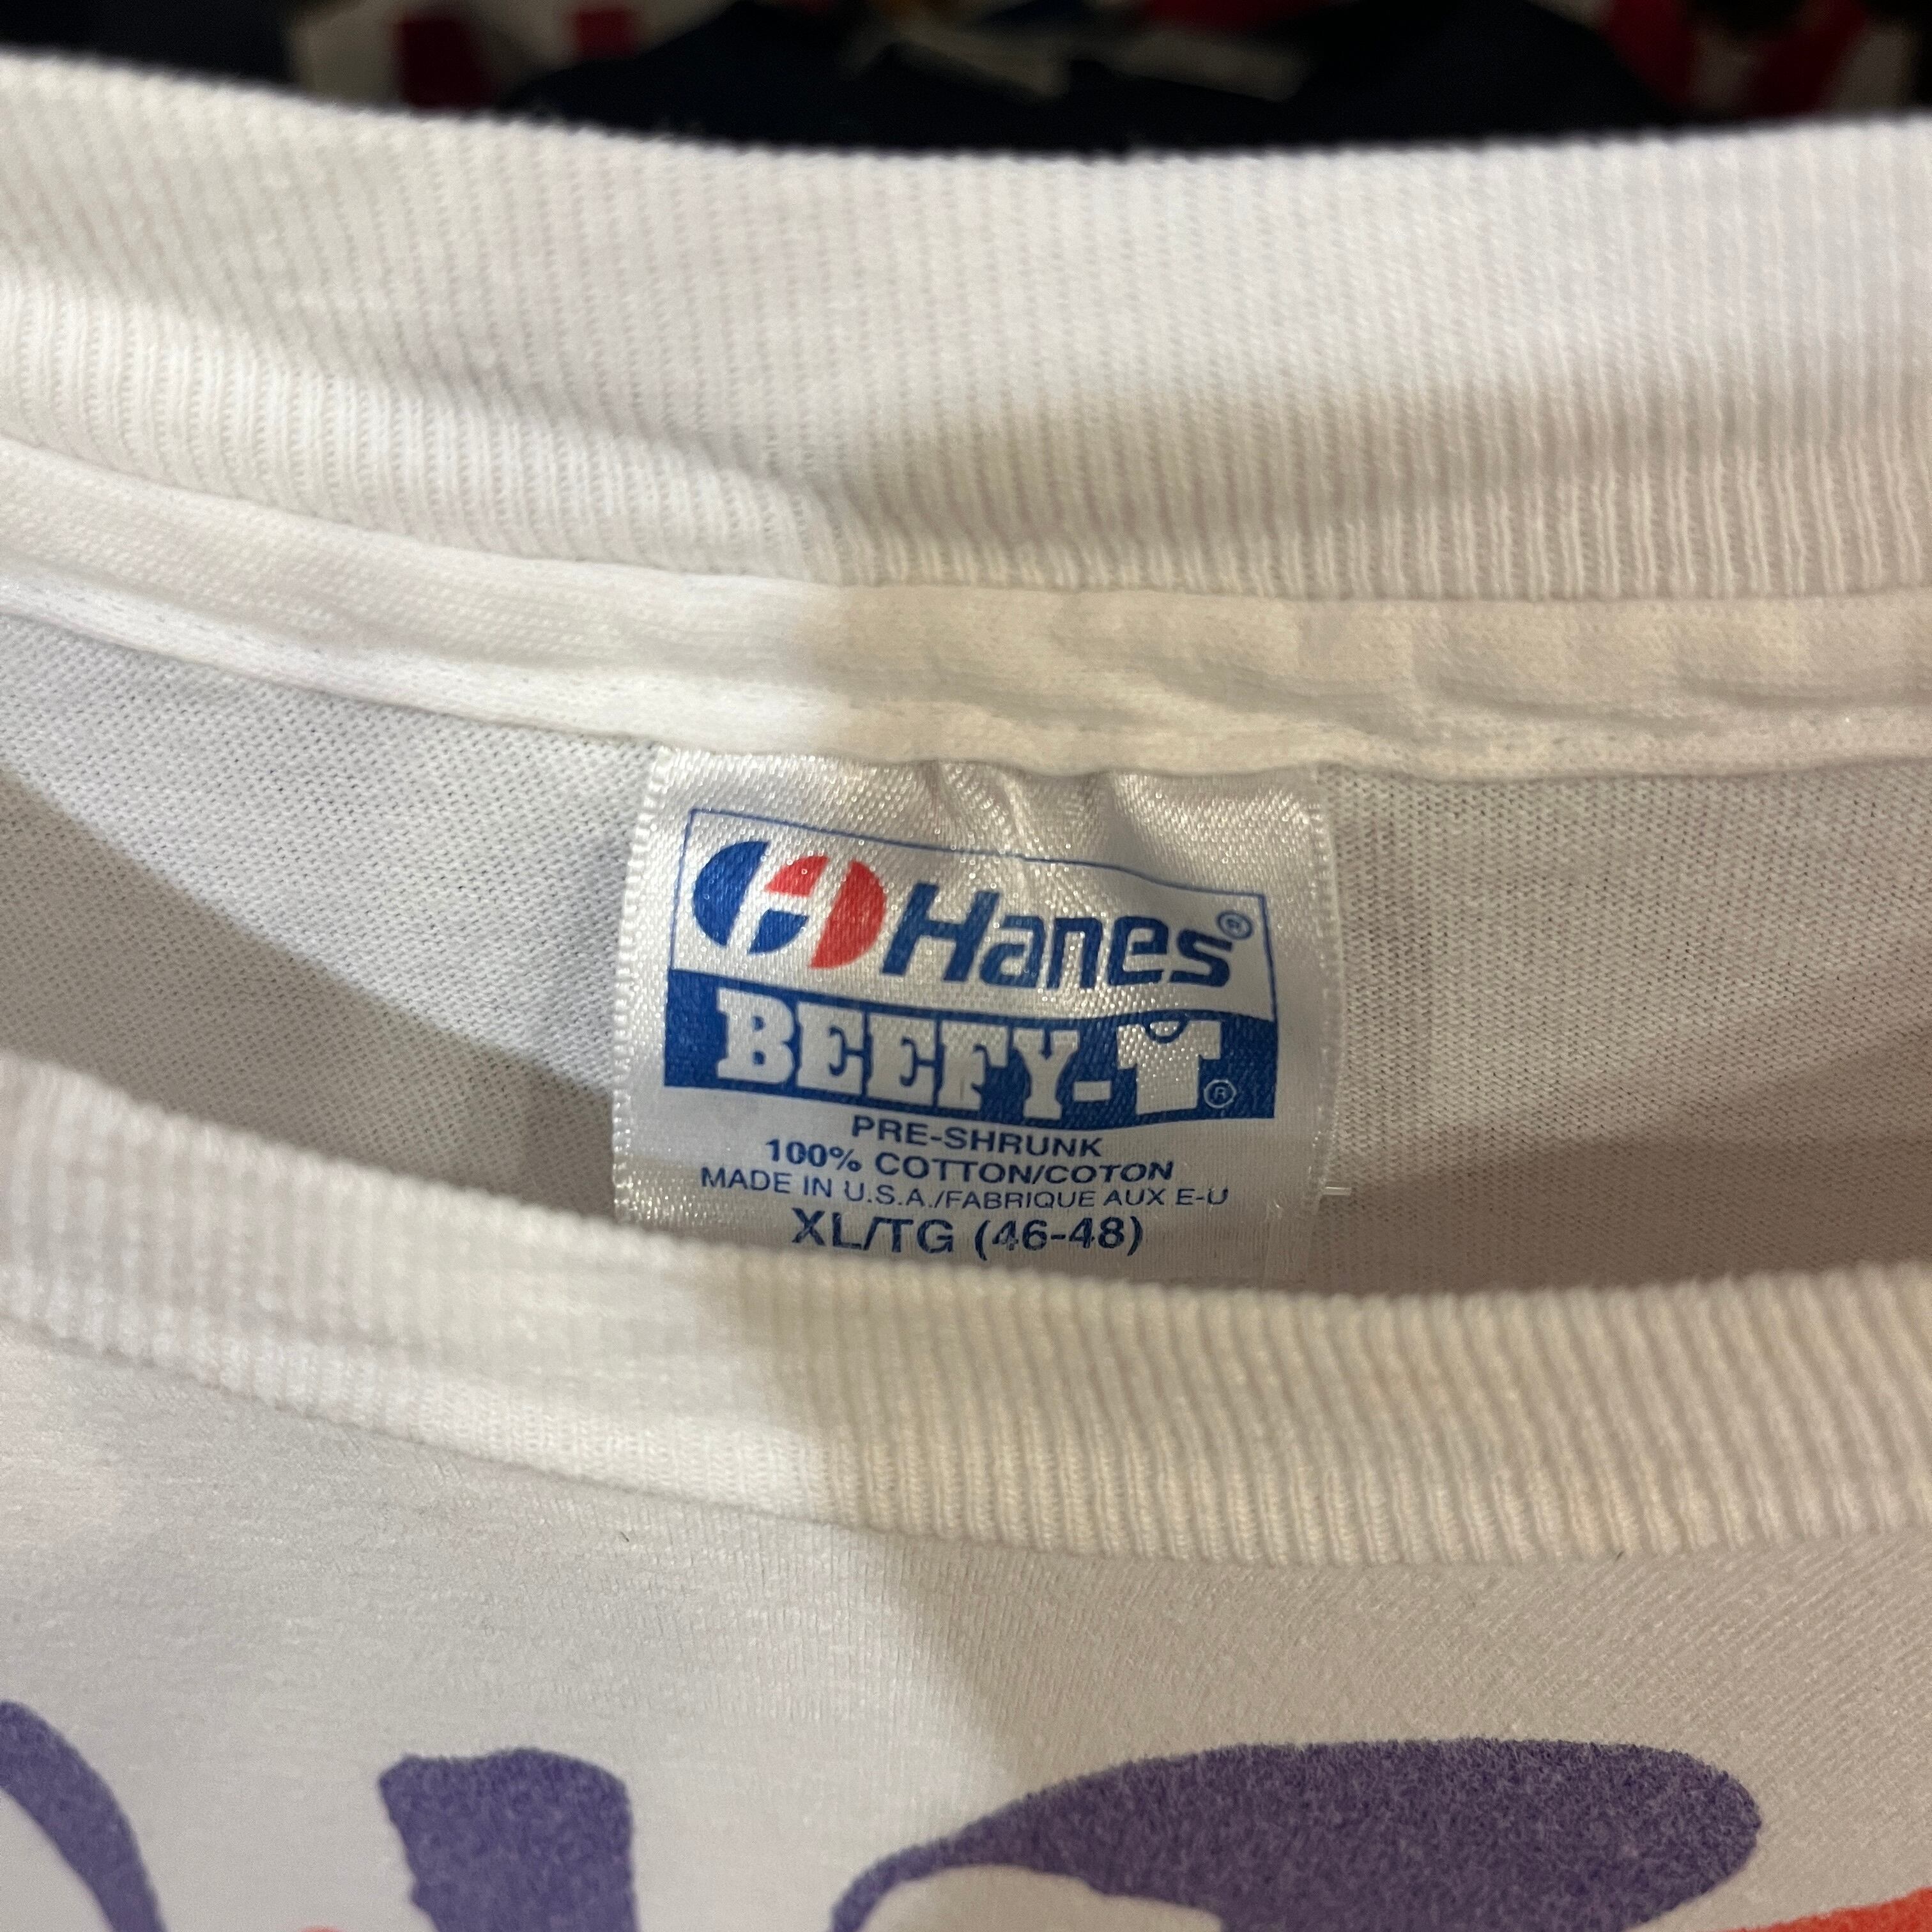 Hanes®
BEEFY-T®
PRE-SHRUNK
100% COTTON/COTON
MADE IN U.S.A./FABRIQUE AUX E-U
XL/TG (46-48)